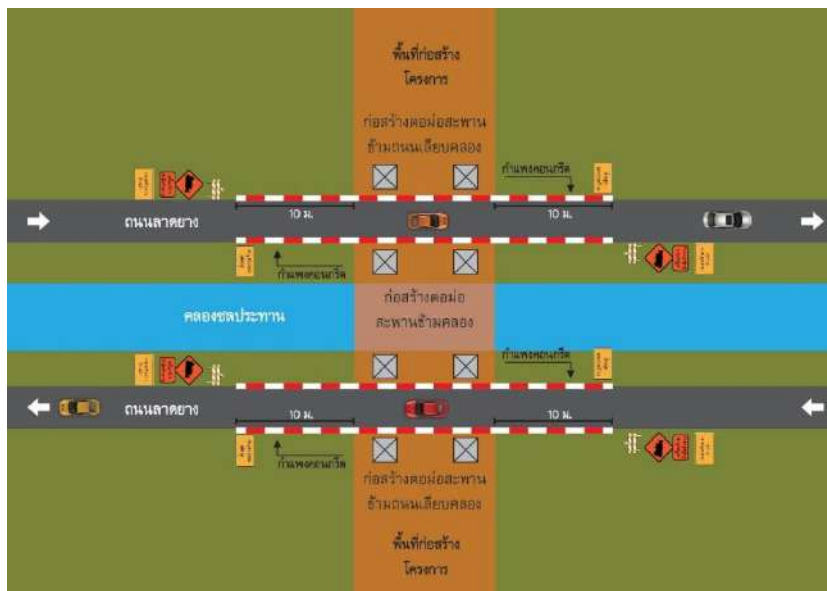 พื้นที่ก่อสร้าง
โครงการ
ก่อสร้างตอม่อสะพาน
ข้ามถนนเลียบคลอง
กำแพงคอนกรีต
10 ม.
10 ม.
ถนนลาดยาง
กำแพงคอนกรีต
ก่อสร้างตอม่อ
สะพานข้ามคลอง
คลองชลประทาน
กำแพงคอนกรีต
10 ม.
10 ม.
ถนนลาดยาง
กำแพงคอนกรีต
ก่อสร้างตอม่อสะพาน
ข้ามถนนเลียบคลอง
พื้นที่ก่อสร้าง
โครงการ